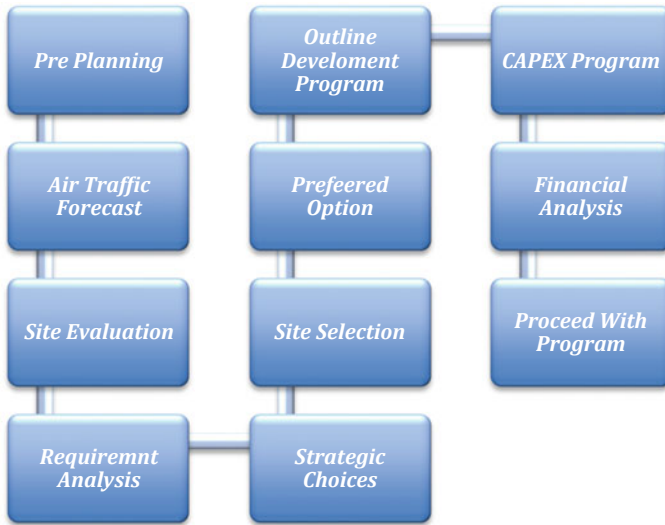 Pre Planning
Air Traffic
Forecast
Site Evaluation
Requiremnt
Analysis
Strategic
Choices
Site Selection
Prefeered
Option
Outline
Develoment
Program
CAPEX Program
Financial
Analysis
Proceed With
Program